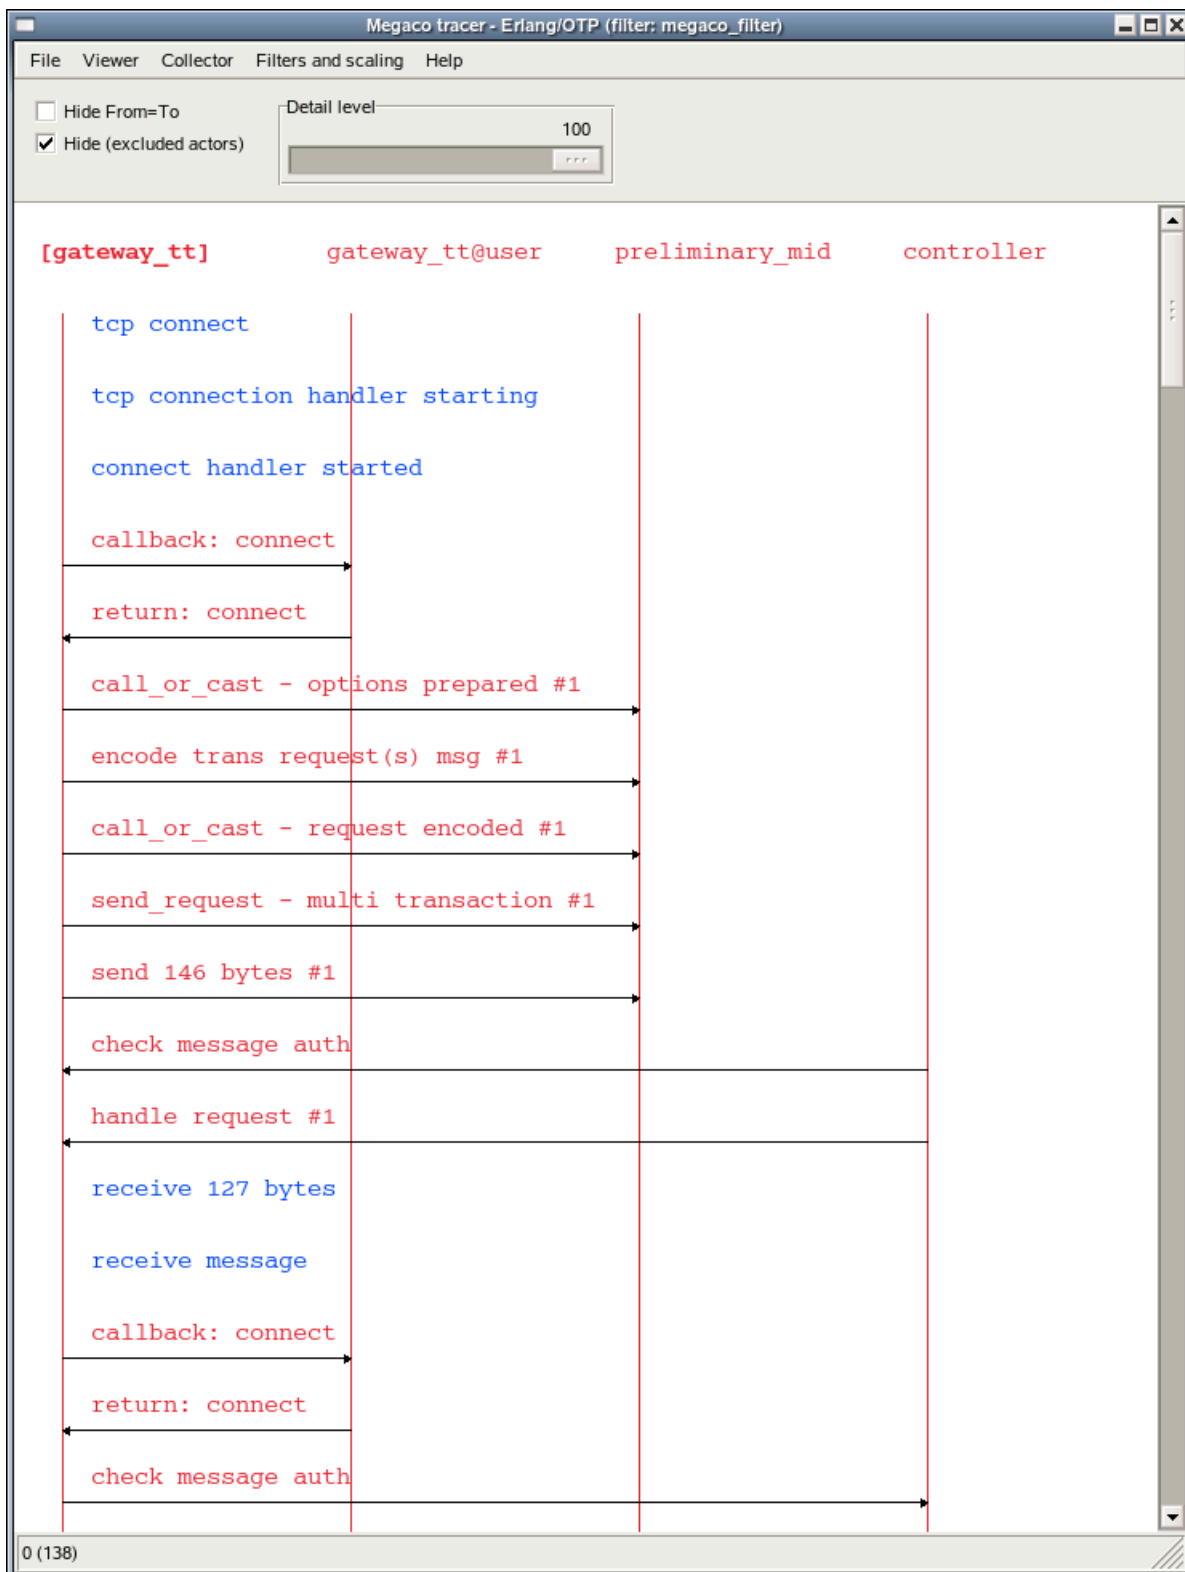 Megaco tracer - Erlang/OTP (filter: megaco_filter)
File Viewer Collector Filters and scaling Help
Hide From=To
Detail level
100
Hide (excluded actors)
[gateway_tt] gateway_tt@user preliminary_mid controller
tcp connect
tcp connection handler starting
connect handler started
callback: connect
return: connect
call_or_cast - options prepared #1
encode trans request(s) msg #1
call_or_cast - request encoded #1
send_request - multi transaction #1
send 146 bytes #1
check message auth
handle request #1
receive 127 bytes
receive message
callback: connect
return: connect
check message auth
0 (138)